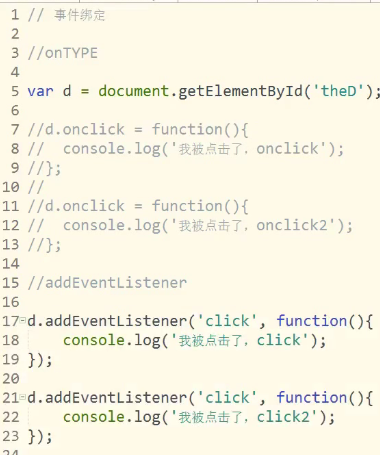 1 // 事件绑定
2
3 //onTYPE
4
5 var d = document.getElementById('theD');
6
7 //d.onclick = function(){
8 //  console.log('我被点击了，onclick');
9 //};
10 //
11 //d.onclick = function(){
12 //  console.log('我被点击了，onclick2');
13 //};
14
15 //addEventListener
16
17 d.addEventListener('click', function(){
18     console.log('我被点击了，click');
19 });
20
21 d.addEventListener('click', function(){
22     console.log('我被点击了，click2');
23 });
24